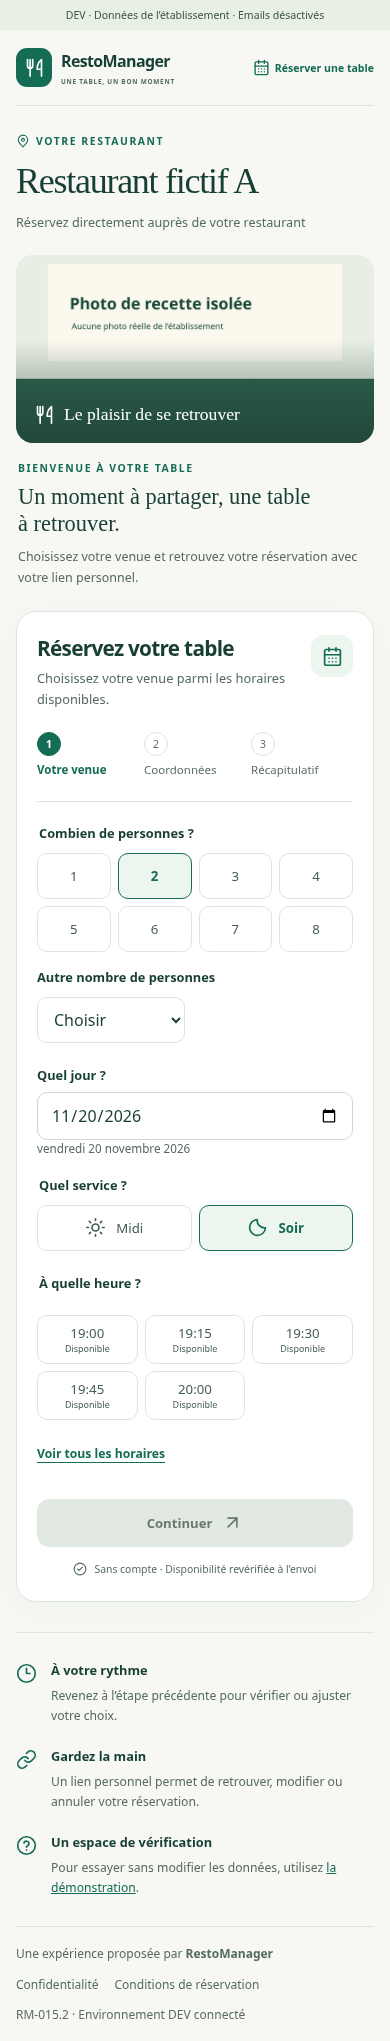 DEV · Données de l’établissement · Emails désactivés
RestoManager
UNE TABLE, UN BON MOMENT
Réserver une table
VOTRE RESTAURANT
Restaurant fictif A
Réservez directement auprès de votre restaurant
Photo de recette isolée
Aucune photo réelle de l’établissement
Le plaisir de se retrouver
BIENVENUE À VOTRE TABLE
Un moment à partager, une table
à retrouver.
Choisissez votre venue et retrouvez votre réservation avec
votre lien personnel.
Réservez votre table
Choisissez votre venue parmi les horaires
disponibles.
1 2 3
Votre venue Coordonnées Récapitulatif
Combien de personnes ?
1 2 3 4
5 6 7 8
Autre nombre de personnes
Choisir
Quel jour ?
11/20/2026
vendredi 20 novembre 2026
Quel service ?
Midi Soir
À quelle heure ?
19:00 19:15 19:30
Disponible Disponible Disponible
19:45 20:00
Disponible Disponible
Voir tous les horaires
Continuer
Sans compte · Disponibilité revérifiée à l’envoi
À votre rythme
Revenez à l’étape précédente pour vérifier ou ajuster
votre choix.
Gardez la main
Un lien personnel permet de retrouver, modifier ou
annuler votre réservation.
Un espace de vérification
Pour essayer sans modifier les données, utilisez la
démonstration.
Une expérience proposée par RestoManager
Confidentialité Conditions de réservation
RM-015.2 · Environnement DEV connecté